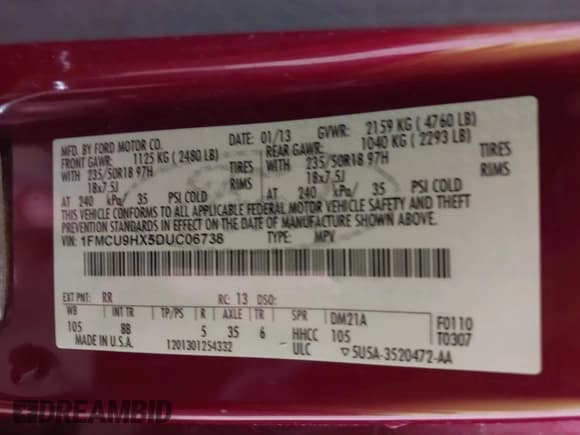 MFD. BY FORD MOTOR CO. DATE: 01/13 GVWR: 2159 KG ( 4760 LB)
FRONT GAWR: 1125 KG ( 2480 LB) REAR GAWR: 1040 KG ( 2293 LB)
WITH 235/50R18 97H TIRES WITH 235/50R18 97H TIRES
18x7.5J RIMS 18x7.5J RIMS
AT 240 kPa/ 35 PSI COLD AT 240 kPa/ 35 PSI COLD
THIS VEHICLE CONFORMS TO ALL APPLICABLE FEDERAL MOTOR VEHICLE SAFETY AND THEFT
PREVENTION STANDARDS IN EFFECT ON THE DATE OF MANUFACTURE SHOWN ABOVE.
VIN: 1FMCU9HX5DUC06738 TYPE: MPV
EXT PNT: RR RC: 13 DSO:
WB INT TR TP/PS R AXLE TR SPR DM21A F0110
105 BB 5 35 6 HHCC 105 T0307
MADE IN U.S.A. 1201301254332 ULC ▽5U5A-3520472-AA
DREAMBID